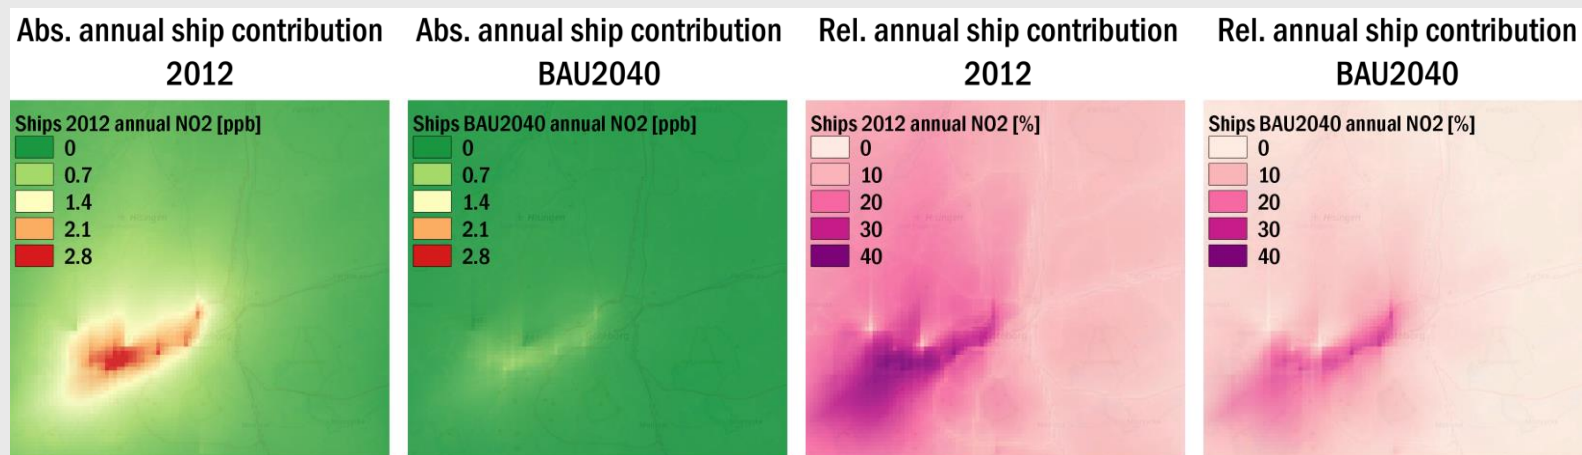 Abs. annual ship contribution
2012
Abs. annual ship contribution
BAU2040
Rel. annual ship contribution
2012
Rel. annual ship contribution
BAU2040
Ships 2012 annual NO2 [ppb]
0
0.7
1.4
2.1
2.8
Ships BAU2040 annual NO2 [ppb]
0
0.7
1.4
2.1
2.8
Ships 2012 annual NO2 [%]
0
10
20
30
40
Ships BAU2040 annual NO2 [%]
0
10
20
30
40